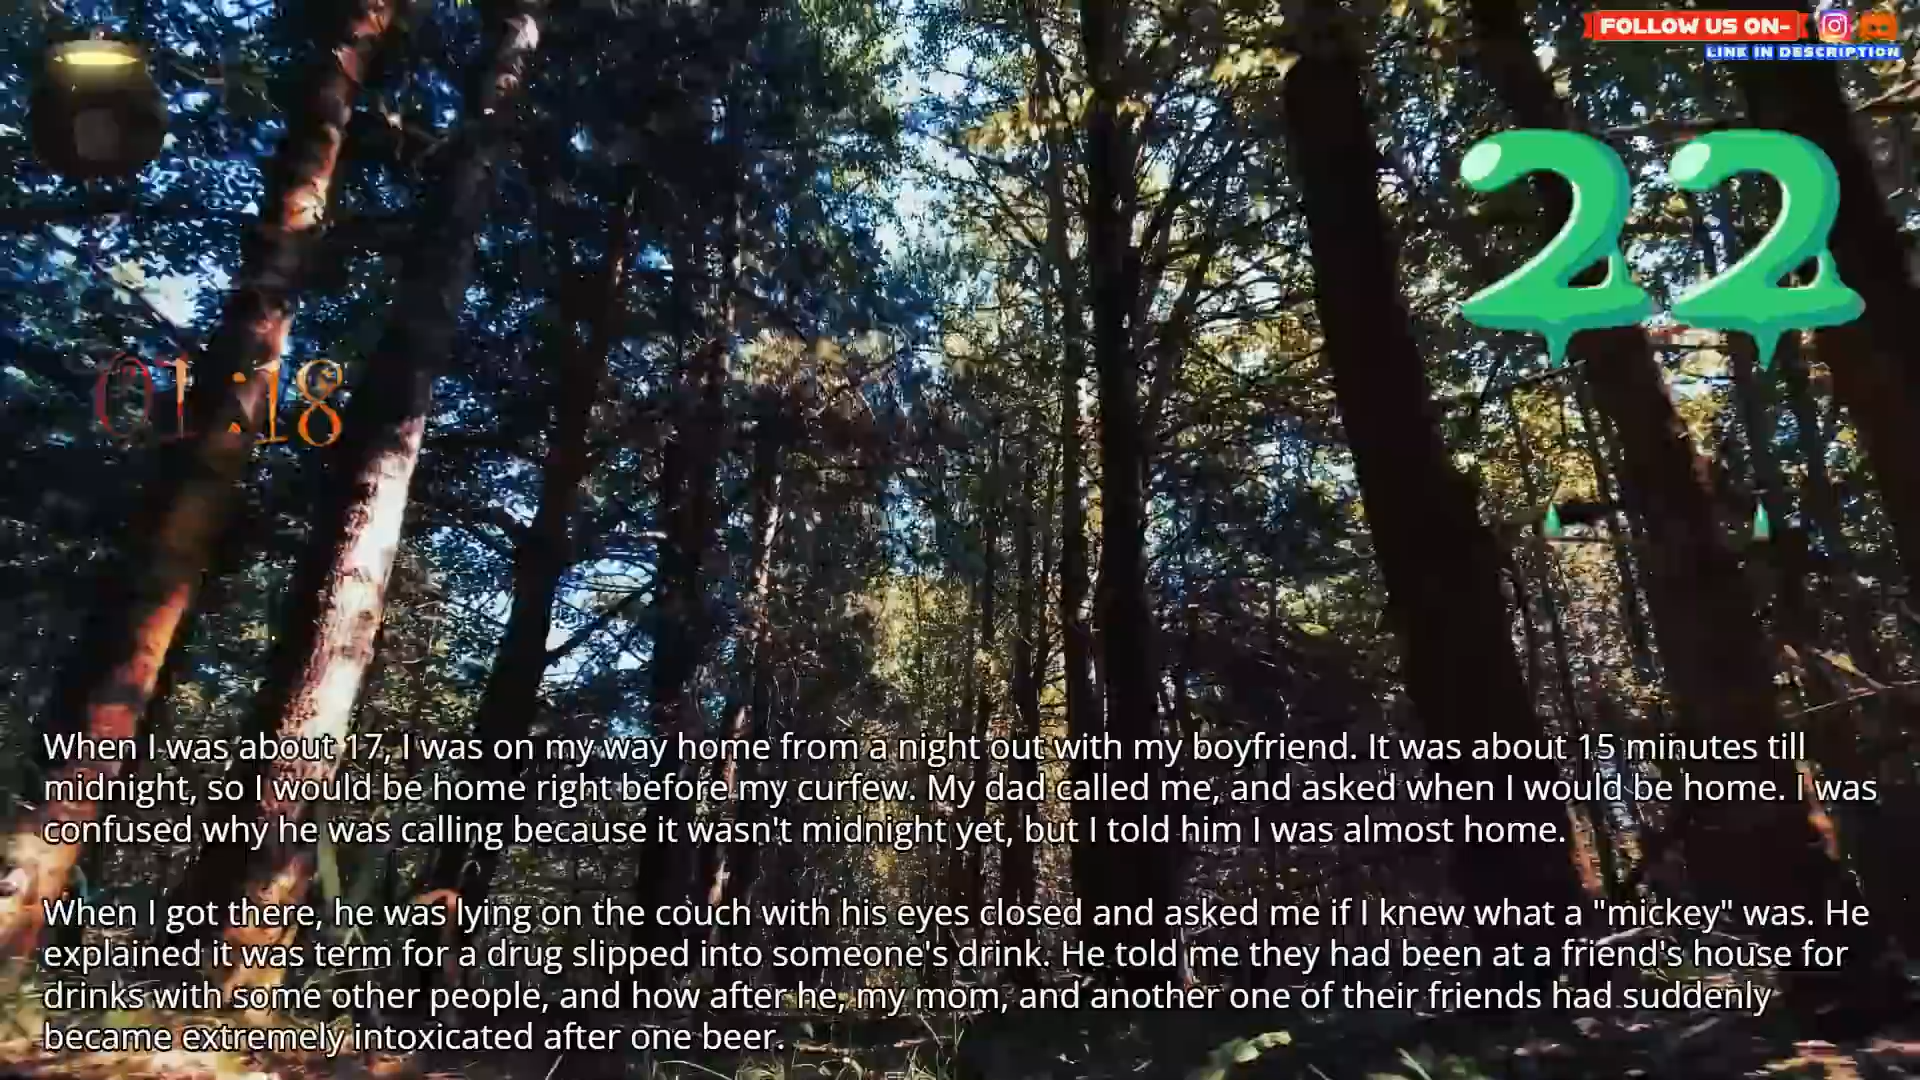 FOLLOW US ON-
LINK IN DESCRIPTION
22
01:18
When I was about 17, I was on my way home from a night out with my boyfriend. It was about 15 minutes till
midnight, so I would be home right before my curfew. My dad called me, and asked when I would be home. I was
confused why he was calling because it wasn't midnight yet, but I told him I was almost home.
When I got there, he was lying on the couch with his eyes closed and asked me if I knew what a "mickey" was. He
explained it was term for a drug slipped into someone's drink. He told me they had been at a friend's house for
drinks with some other people, and how after he, my mom, and another one of their friends had suddenly
became extremely intoxicated after one beer.